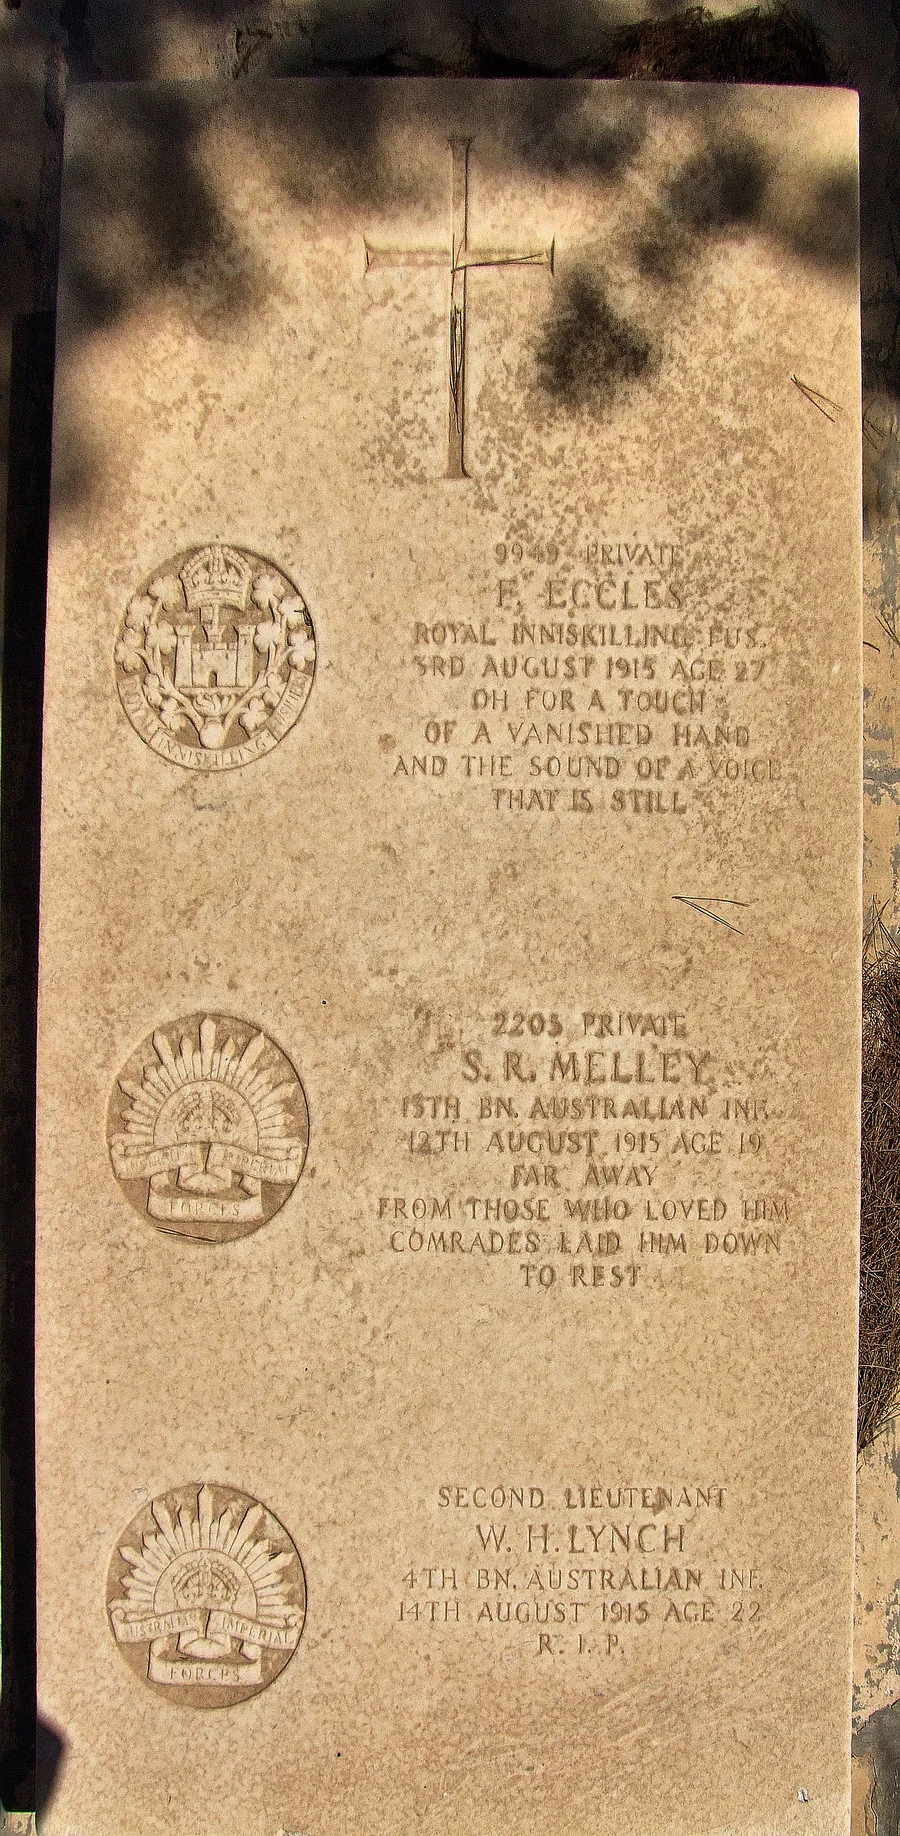 9949 PRIVATE
F. ECCLES
ROYAL INNISKILLING FUS.
3RD AUGUST 1915 AGE 27
OH FOR A TOUCH
OF A VANISHED HAND
AND THE SOUND OF A VOICE
THAT IS STILL
ROYAL INNISKILLING FUSILIERS
2205 PRIVATE
S. R. MELLEY
15TH BN. AUSTRALIAN INF.
12TH AUGUST 1915 AGE 19
FAR AWAY
FROM THOSE WHO LOVED HIM
COMRADES LAID HIM DOWN
TO REST
AUSTRALIAN IMPERIAL
FORCES
SECOND LIEUTENANT
W. H. LYNCH
4TH BN. AUSTRALIAN INF.
14TH AUGUST 1915 AGE 22
R. I. P.
AUSTRALIAN IMPERIAL
FORCES